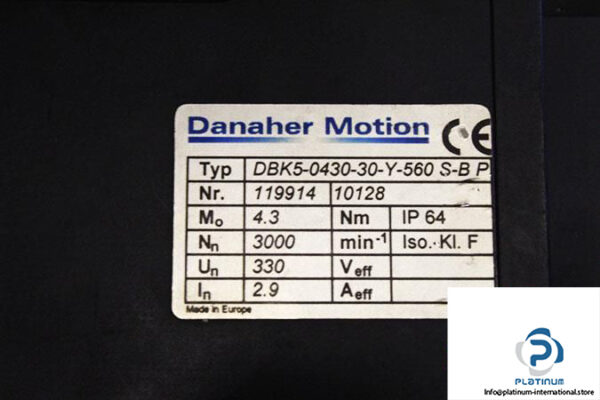 Danaher Motion CE
Typ DBK5-0430-30-Y-560 S-B P
Nr. 119914 10128
Mo 4.3 Nm IP 64
Nn 3000 min-1 Iso.-Kl. F
Un 330 Veff
In 2.9 Aeff
Made in Europe
PLATINUM
Info@platinum-international.store